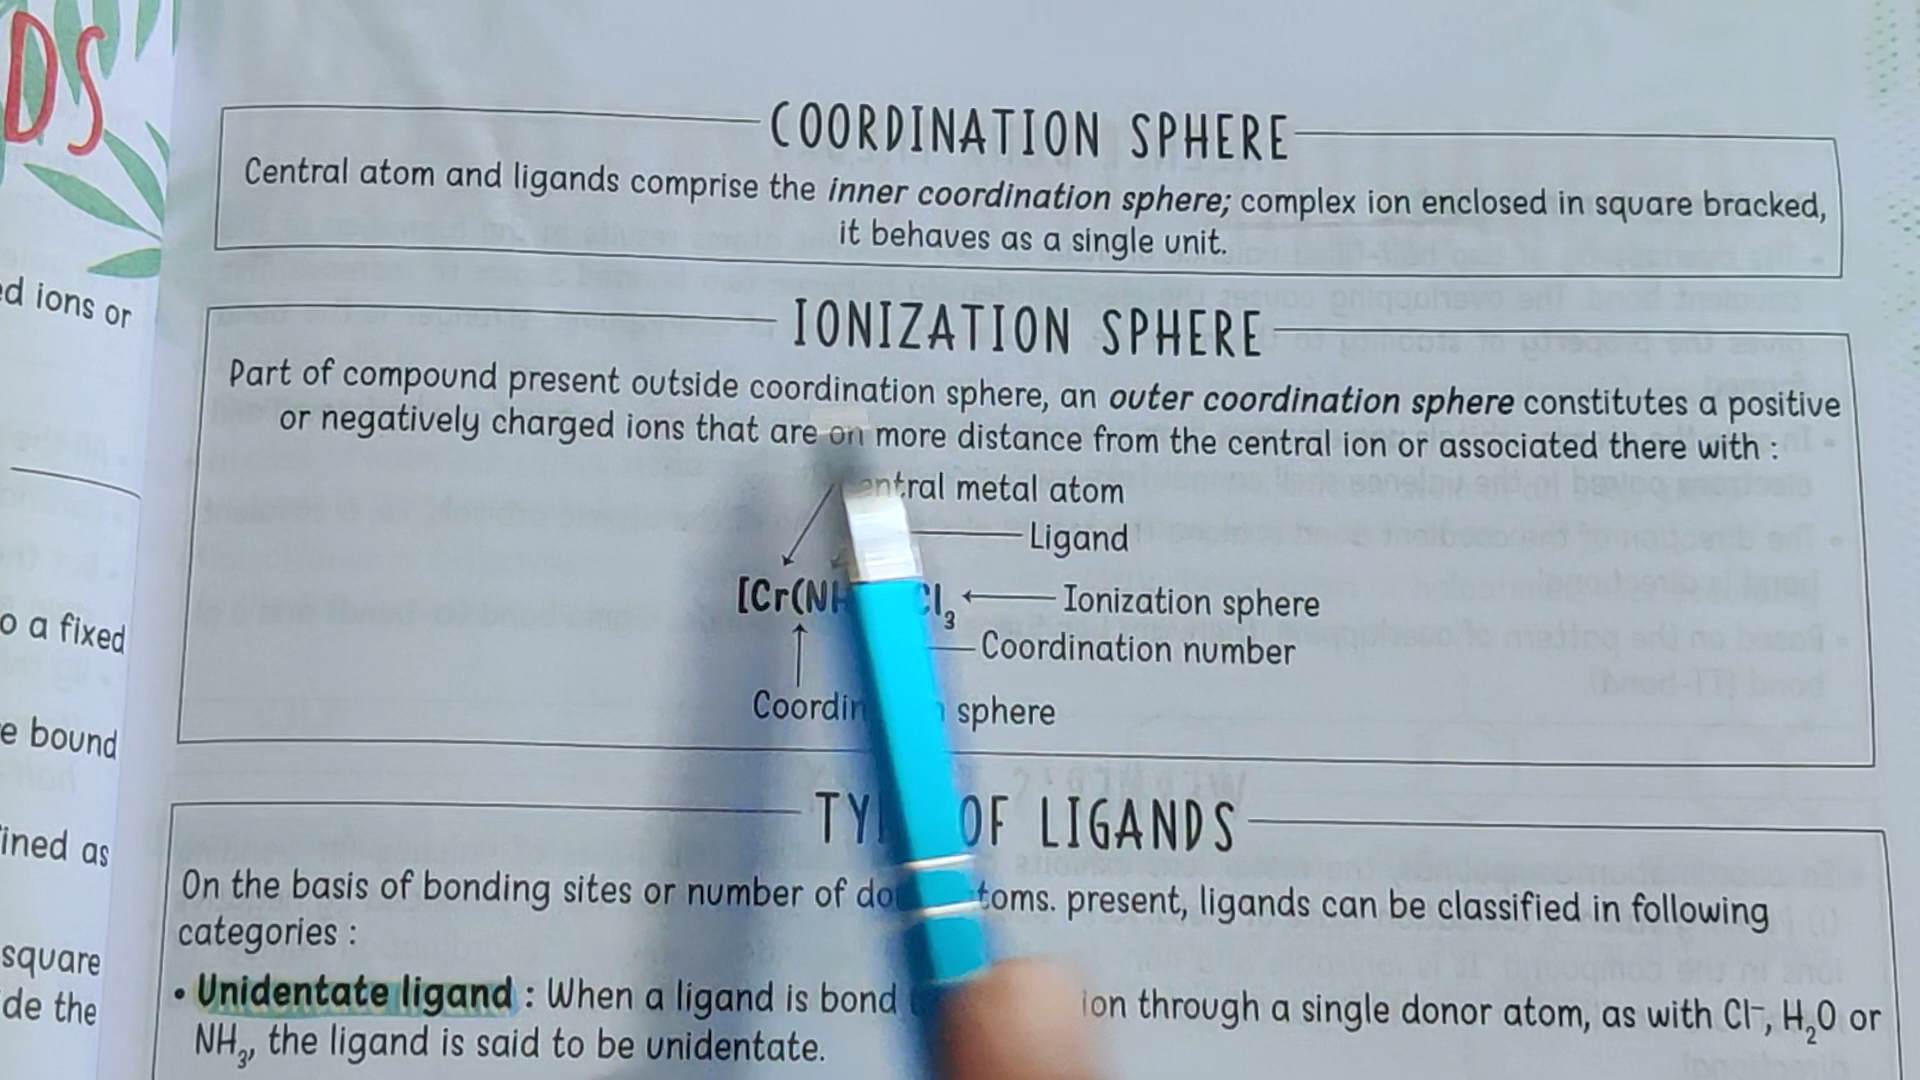 DS
ed ions or
o a fixed
e bound
ined as
square
de the
COORDINATION SPHERE
Central atom and ligands comprise the inner coordination sphere; complex ion enclosed in square bracked,
it behaves as a single unit.
IONIZATION SPHERE
Part of compound present outside coordination sphere, an outer coordination sphere constitutes a positive
or negatively charged ions that are on more distance from the central ion or associated there with :
entral metal atom
Ligand
[Cr(NH Cl₃ Ionization sphere
Coordination number
Coordin sphere
TY OF LIGANDS
On the basis of bonding sites or number of do toms. present, ligands can be classified in following
categories :
• Unidentate ligand : When a ligand is bond ion through a single donor atom, as with Cl⁻, H₂O or
NH₃, the ligand is said to be unidentate.